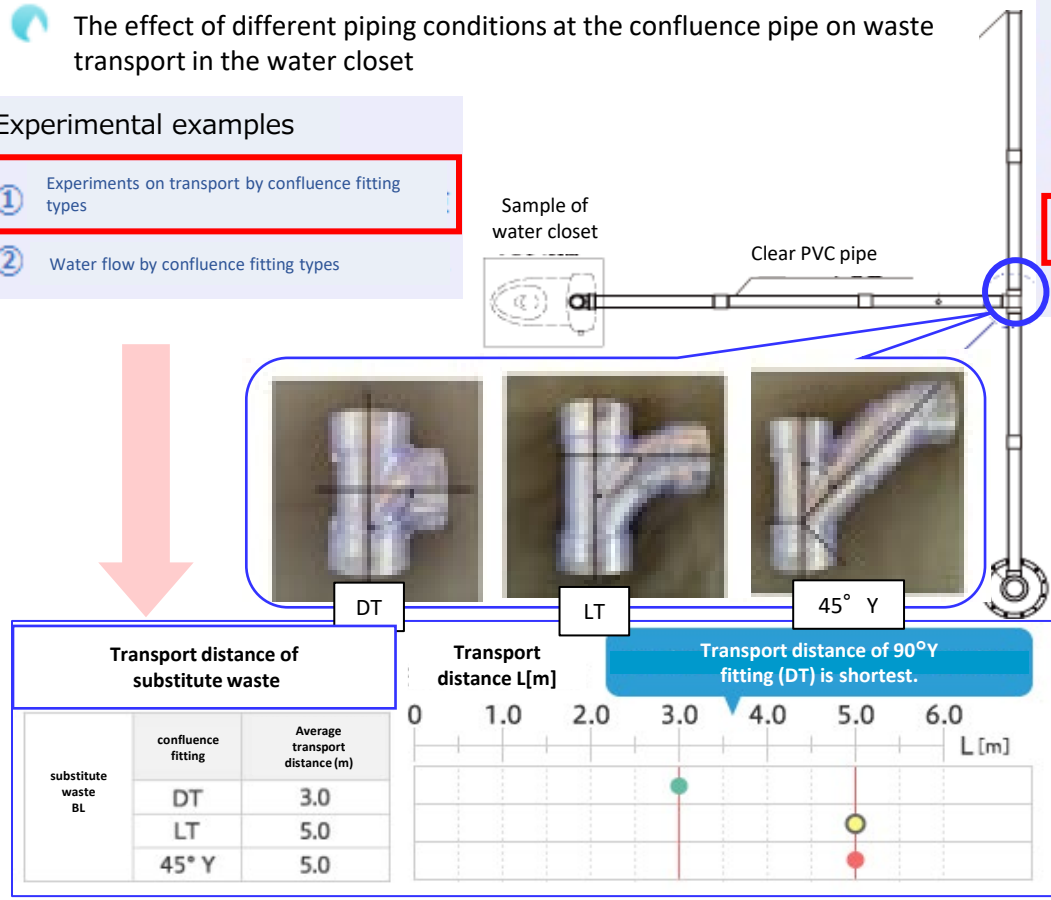 The effect of different piping conditions at the confluence pipe on waste
transport in the water closet
Experimental examples
① Experiments on transport by confluence fitting
types
② Water flow by confluence fitting types
Sample of
water closet
Clear PVC pipe
DT
LT
45° Y
Transport distance of
substitute waste
Transport
distance L[m]
Transport distance of 90°Y
fitting (DT) is shortest.
0 1.0 2.0 3.0 4.0 5.0 6.0
L[m]
substitute
waste
BL
confluence
fitting
Average
transport
distance (m)
DT 3.0
LT 5.0
45° Y 5.0